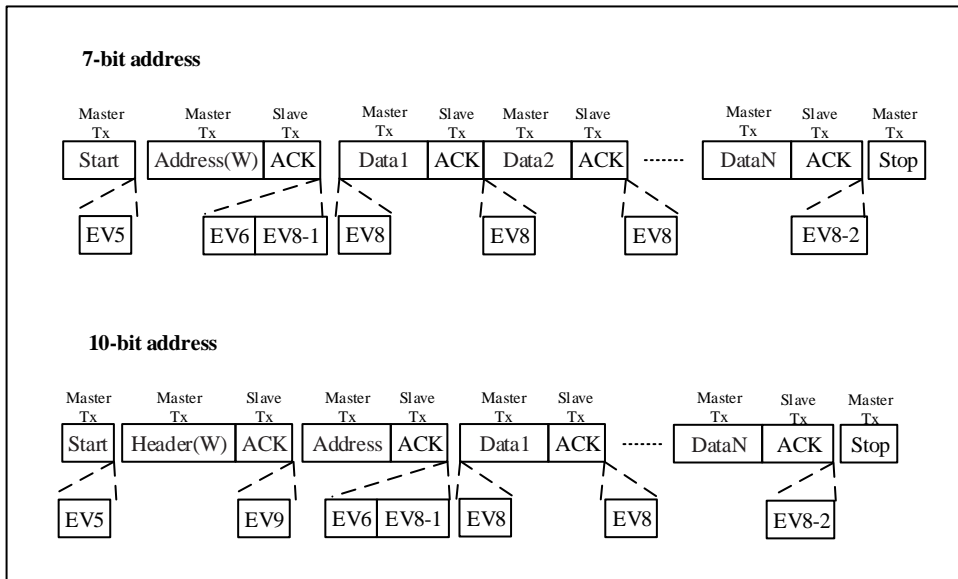 7-bit address
Master Master Slave Master Slave Master Slave Master Slave Master
Tx Tx Tx Tx Tx Tx Tx Tx Tx Tx
Start Address(W) ACK Data1 ACK Data2 ACK DataN ACK Stop
EV5 EV6 EV8-1 EV8 EV8 EV8 EV8-2
10-bit address
Master Master Slave Master Slave Master Slave Master Slave Master
Tx Tx Tx Tx Tx Tx Tx Tx Tx Tx
Start Header(W) ACK Address ACK Data1 ACK DataN ACK Stop
EV5 EV9 EV6 EV8-1 EV8 EV8 EV8-2